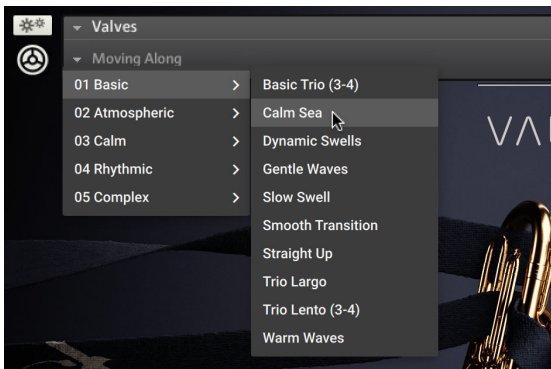 Valves
Moving Along
01 Basic
02 Atmospheric
03 Calm
04 Rhythmic
05 Complex
Basic Trio (3-4)
Calm Sea
Dynamic Swells
Gentle Waves
Slow Swell
Smooth Transition
Straight Up
Trio Largo
Trio Lento (3-4)
Warm Waves